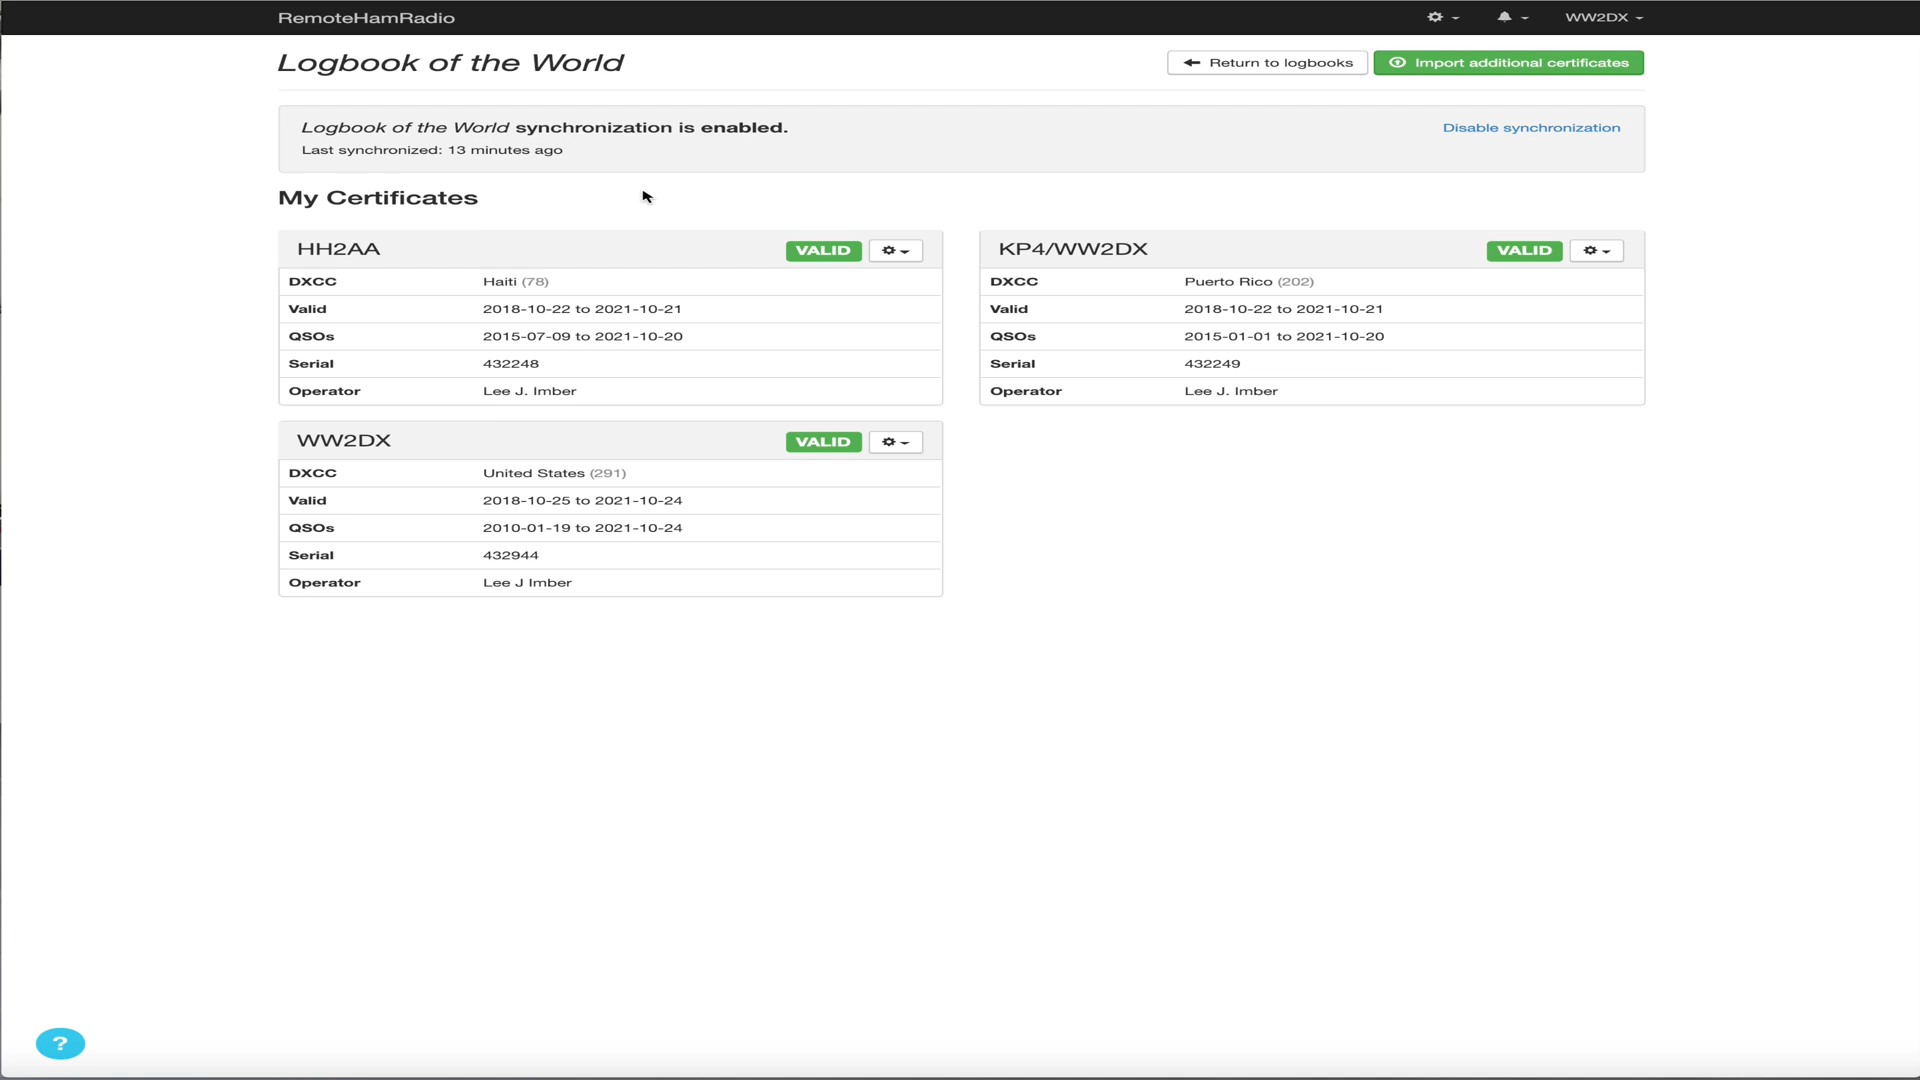 RemoteHamRadio
WW2DX
Logbook of the World
Return to logbooks
Import additional certificates
Logbook of the World synchronization is enabled.
Disable synchronization
Last synchronized: 13 minutes ago
My Certificates
HH2AA VALID
DXCC Haiti (78)
Valid 2018-10-22 to 2021-10-21
QSOs 2015-07-09 to 2021-10-20
Serial 432248
Operator Lee J. Imber
KP4/WW2DX VALID
DXCC Puerto Rico (202)
Valid 2018-10-22 to 2021-10-21
QSOs 2015-01-01 to 2021-10-20
Serial 432249
Operator Lee J. Imber
WW2DX VALID
DXCC United States (291)
Valid 2018-10-25 to 2021-10-24
QSOs 2010-01-19 to 2021-10-24
Serial 432944
Operator Lee J Imber
?